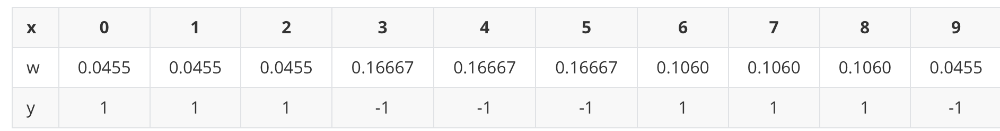 x 0 1 2 3 4 5 6 7 8 9
w 0.0455 0.0455 0.0455 0.16667 0.16667 0.16667 0.1060 0.1060 0.1060 0.0455
y 1 1 1 -1 -1 -1 1 1 1 -1